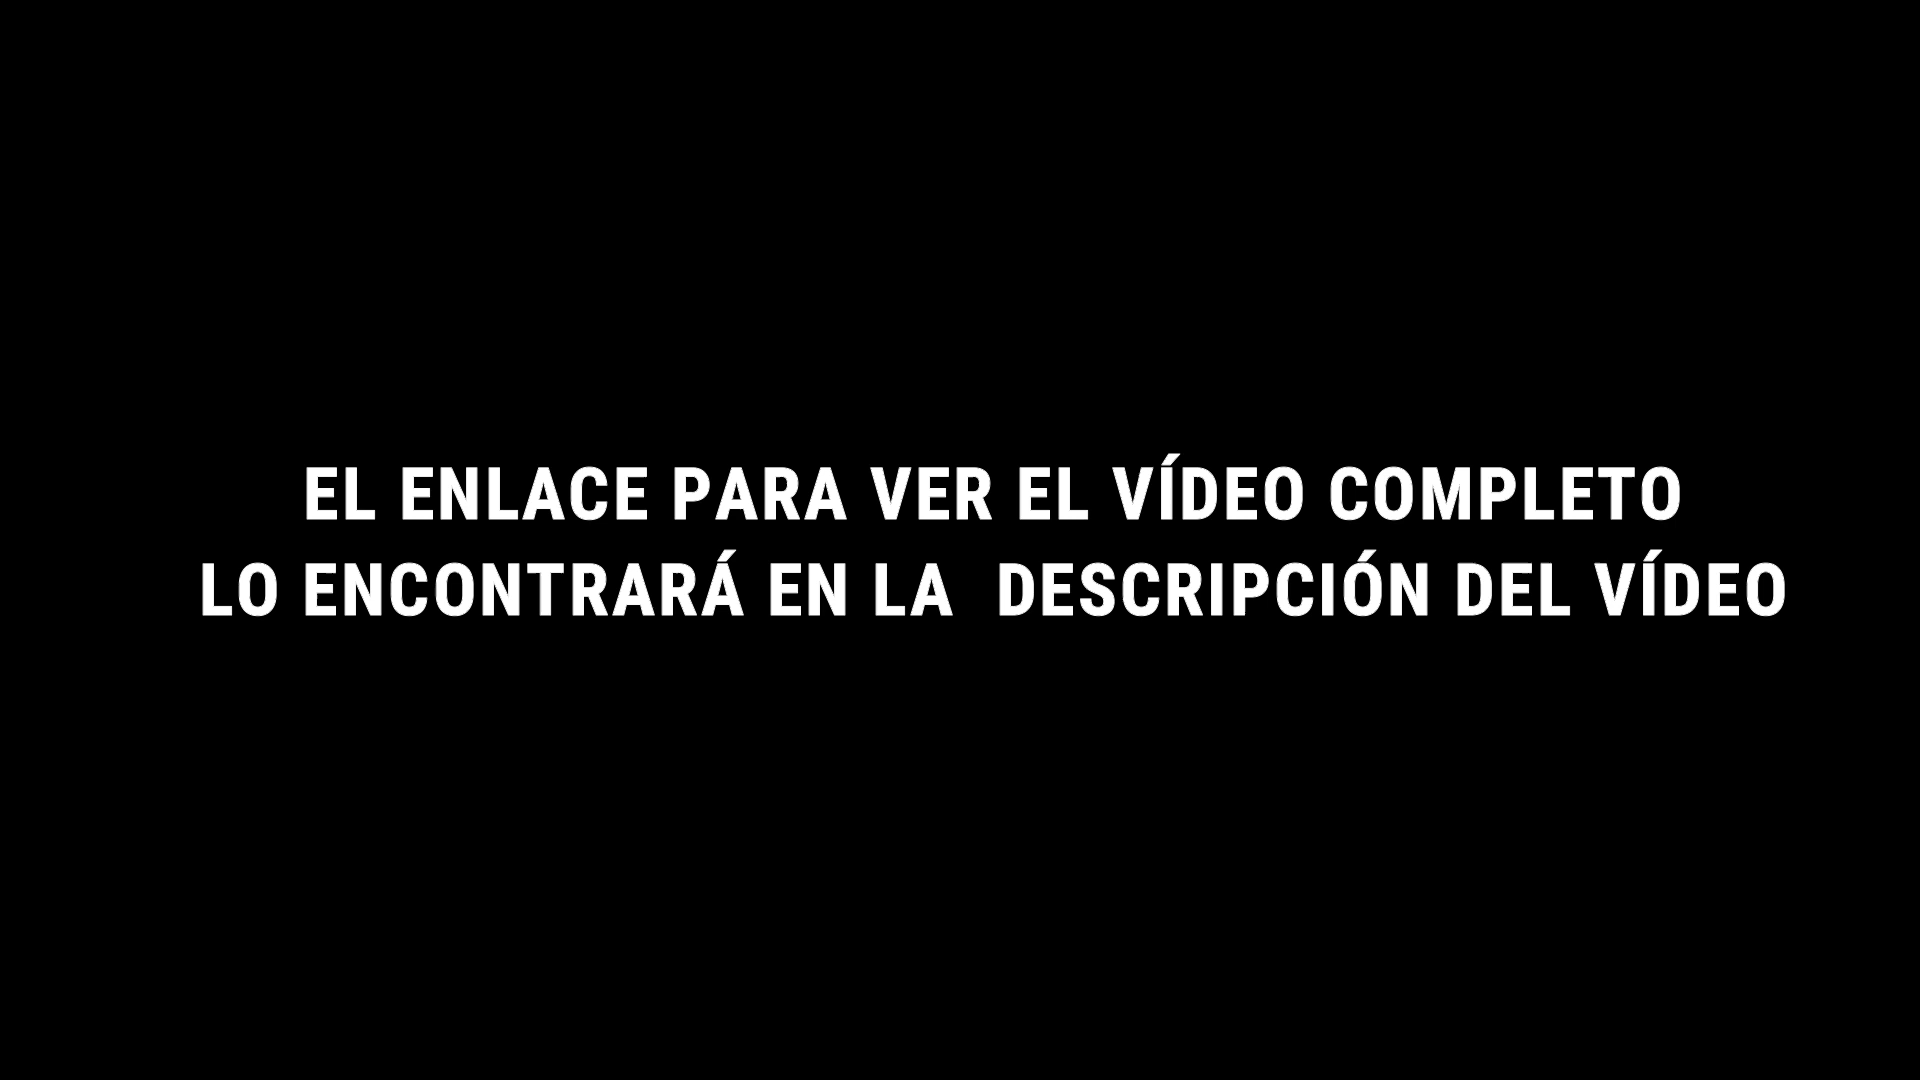 EL ENLACE PARA VER EL VÍDEO COMPLETO
LO ENCONTRARÁ EN LA  DESCRIPCIÓN DEL VÍDEO